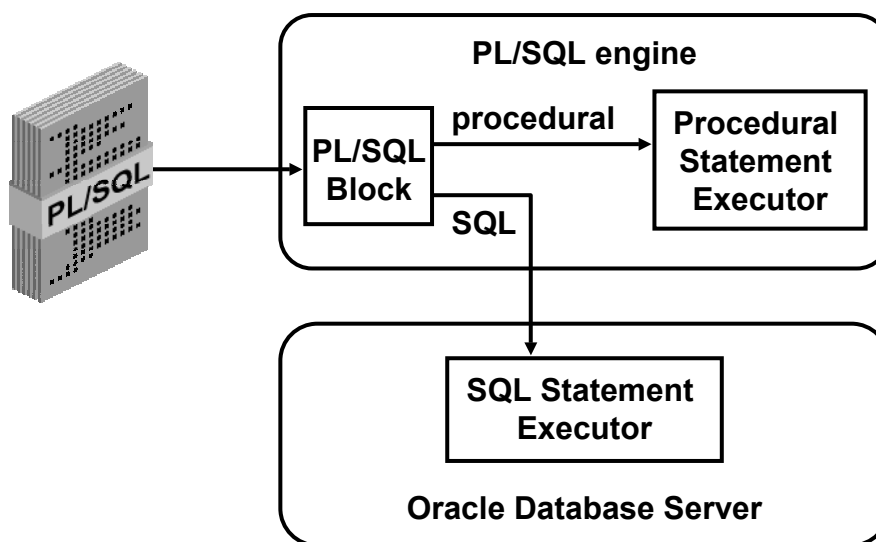 PL/SQL engine
PL/SQL
PL/SQL
Block
procedural
SQL
Procedural
Statement
Executor
SQL Statement
Executor
Oracle Database Server